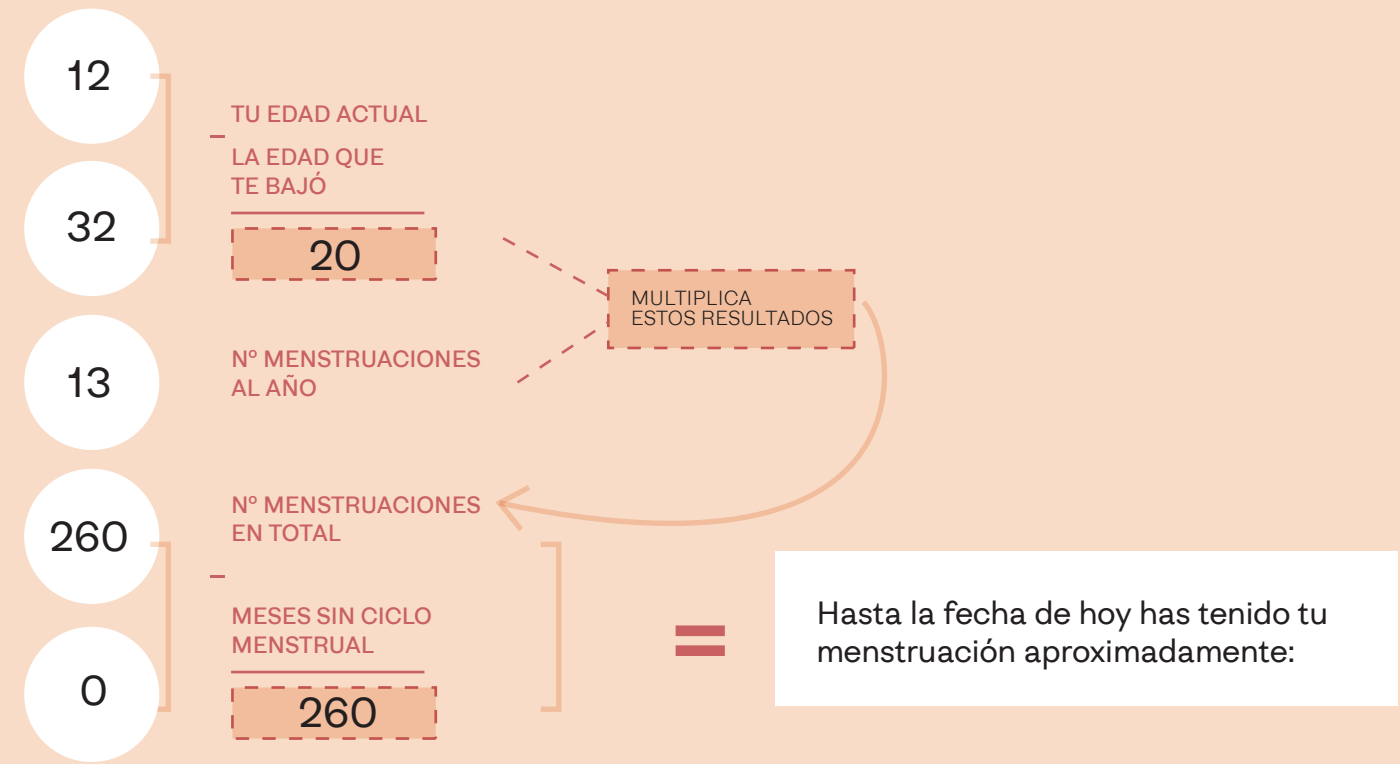 12
TU EDAD ACTUAL
–
LA EDAD QUE
TE BAJÓ
32
20
MULTIPLICA
ESTOS RESULTADOS
13
Nº MENSTRUACIONES
AL AÑO
260
Nº MENSTRUACIONES
EN TOTAL
–
MESES SIN CICLO
MENSTRUAL
0
260
=
Hasta la fecha de hoy has tenido tu
menstruación aproximadamente: